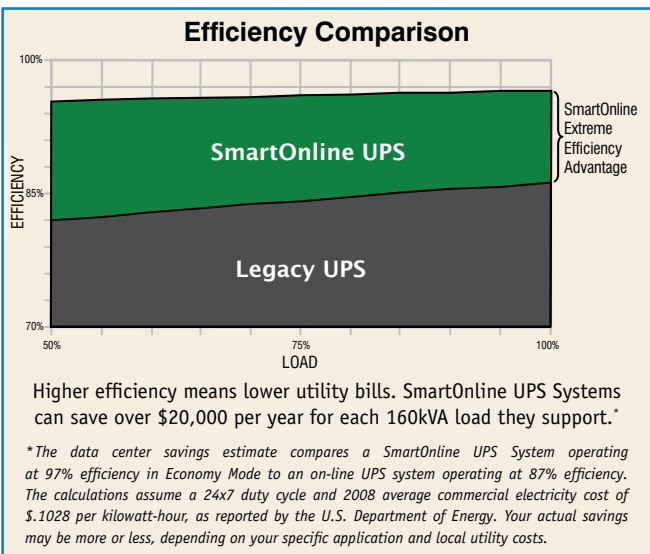 Efficiency Comparison
100%
SmartOnline
Extreme
Efficiency
Advantage
SmartOnline UPS
EFFICIENCY
85%
Legacy UPS
70%
50%
75%
100%
LOAD
Higher efficiency means lower utility bills. SmartOnline UPS Systems
can save over $20,000 per year for each 160kVA load they support.*
*The data center savings estimate compares a SmartOnline UPS System operating
at 97% efficiency in Economy Mode to an on-line UPS system operating at 87% efficiency.
The calculations assume a 24x7 duty cycle and 2008 average commercial electricity cost of
$.1028 per kilowatt-hour, as reported by the U.S. Department of Energy. Your actual savings
may be more or less, depending on your specific application and local utility costs.